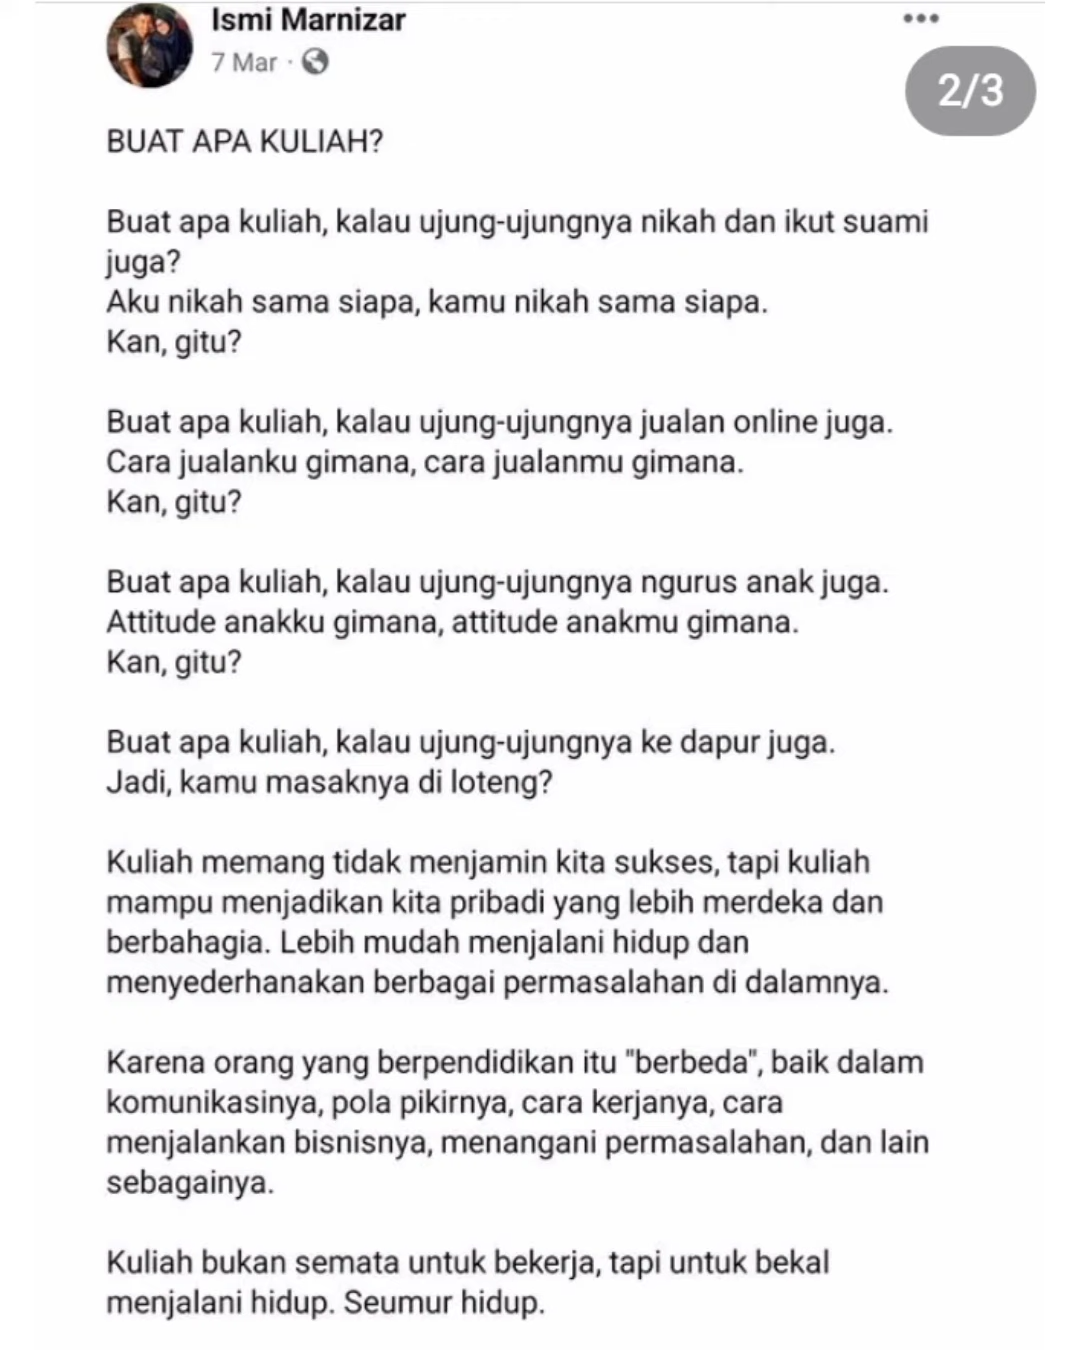 Ismi Marnizar
7 Mar ·
2/3
BUAT APA KULIAH?
Buat apa kuliah, kalau ujung-ujungnya nikah dan ikut suami
juga?
Aku nikah sama siapa, kamu nikah sama siapa.
Kan, gitu?
Buat apa kuliah, kalau ujung-ujungnya jualan online juga.
Cara jualanku gimana, cara jualanmu gimana.
Kan, gitu?
Buat apa kuliah, kalau ujung-ujungnya ngurus anak juga.
Attitude anakku gimana, attitude anakmu gimana.
Kan, gitu?
Buat apa kuliah, kalau ujung-ujungnya ke dapur juga.
Jadi, kamu masaknya di loteng?
Kuliah memang tidak menjamin kita sukses, tapi kuliah
mampu menjadikan kita pribadi yang lebih merdeka dan
berbahagia. Lebih mudah menjalani hidup dan
menyederhanakan berbagai permasalahan di dalamnya.
Karena orang yang berpendidikan itu "berbeda", baik dalam
komunikasinya, pola pikirnya, cara kerjanya, cara
menjalankan bisnisnya, menangani permasalahan, dan lain
sebagainya.
Kuliah bukan semata untuk bekerja, tapi untuk bekal
menjalani hidup. Seumur hidup.